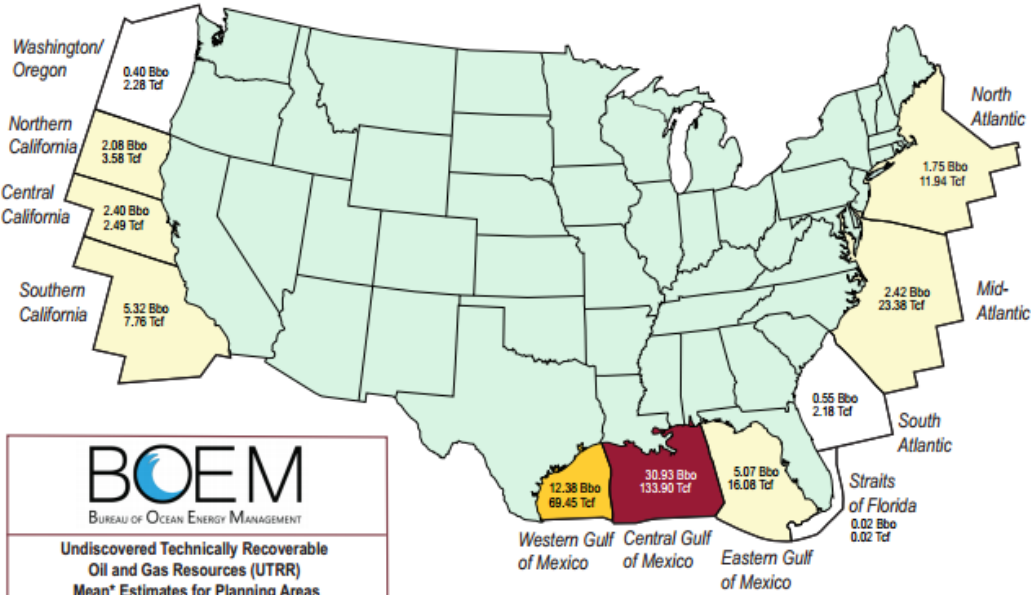 Washington/
Oregon
0.40 Bbo
2.28 Tcf
Northern
California
2.08 Bbo
3.58 Tcf
Central
California
2.40 Bbo
2.49 Tcf
Southern
California
5.32 Bbo
7.76 Tcf
North
Atlantic
1.75 Bbo
11.94 Tcf
Mid-
Atlantic
2.42 Bbo
23.38 Tcf
0.55 Bbo
2.18 Tcf
South
Atlantic
Straits
of Florida
0.02 Bbo
0.02 Tcf
12.38 Bbo
69.45 Tcf
30.93 Bbo
133.90 Tcf
5.07 Bbo
16.08 Tcf
Western Gulf
of Mexico
Central Gulf
of Mexico
Eastern Gulf
of Mexico
BOEM
BUREAU OF OCEAN ENERGY MANAGEMENT
Undiscovered Technically Recoverable
Oil and Gas Resources (UTRR)
Mean* Estimates for Planning Areas